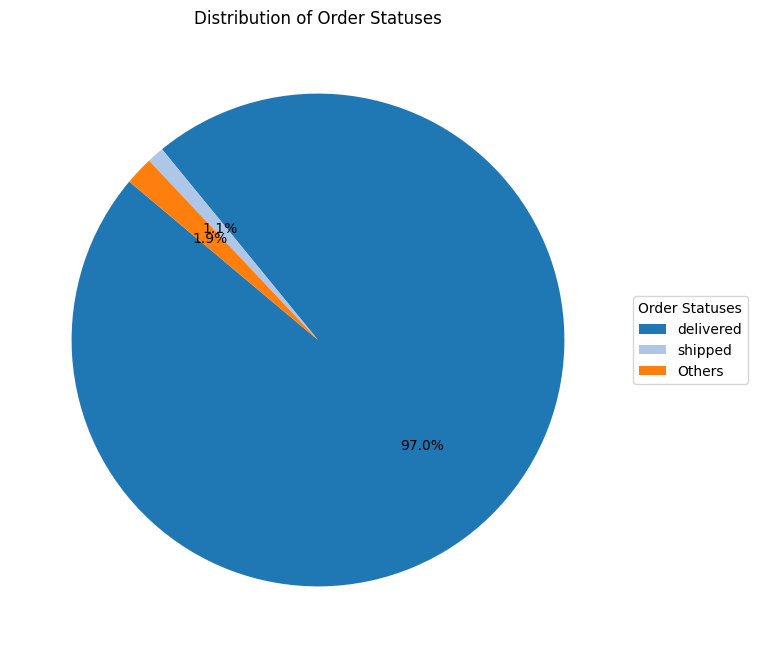 Distribution of Order Statuses
1.1%
1.9%
97.0%
Order Statuses
delivered
shipped
Others